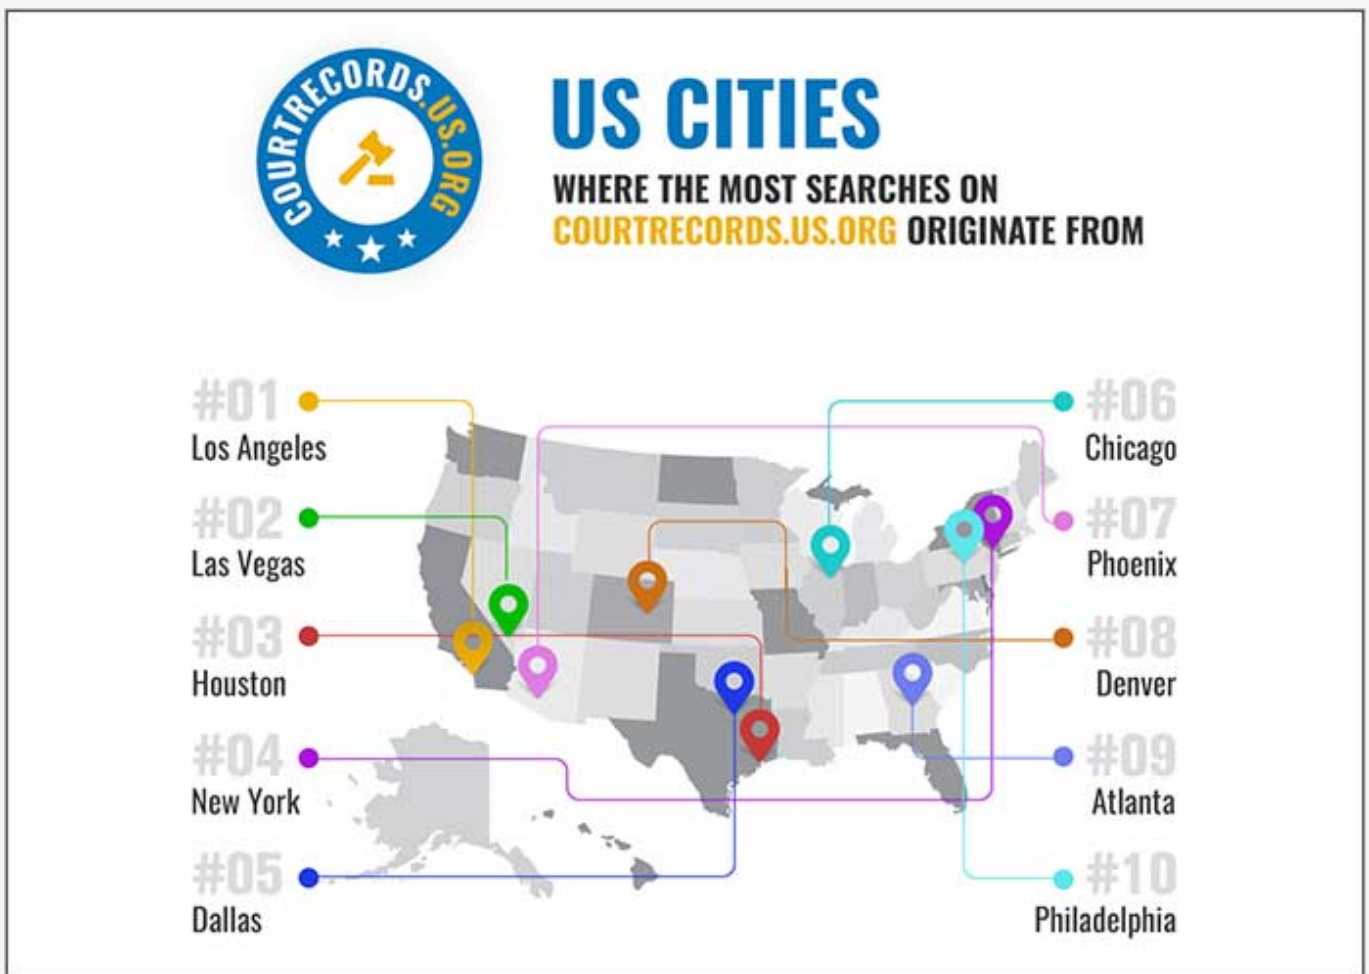 COURTRECORDS.US.ORG
US CITIES
WHERE THE MOST SEARCHES ON
COURTRECORDS.US.ORG ORIGINATE FROM
#01
Los Angeles
#02
Las Vegas
#03
Houston
#04
New York
#05
Dallas
#06
Chicago
#07
Phoenix
#08
Denver
#09
Atlanta
#10
Philadelphia